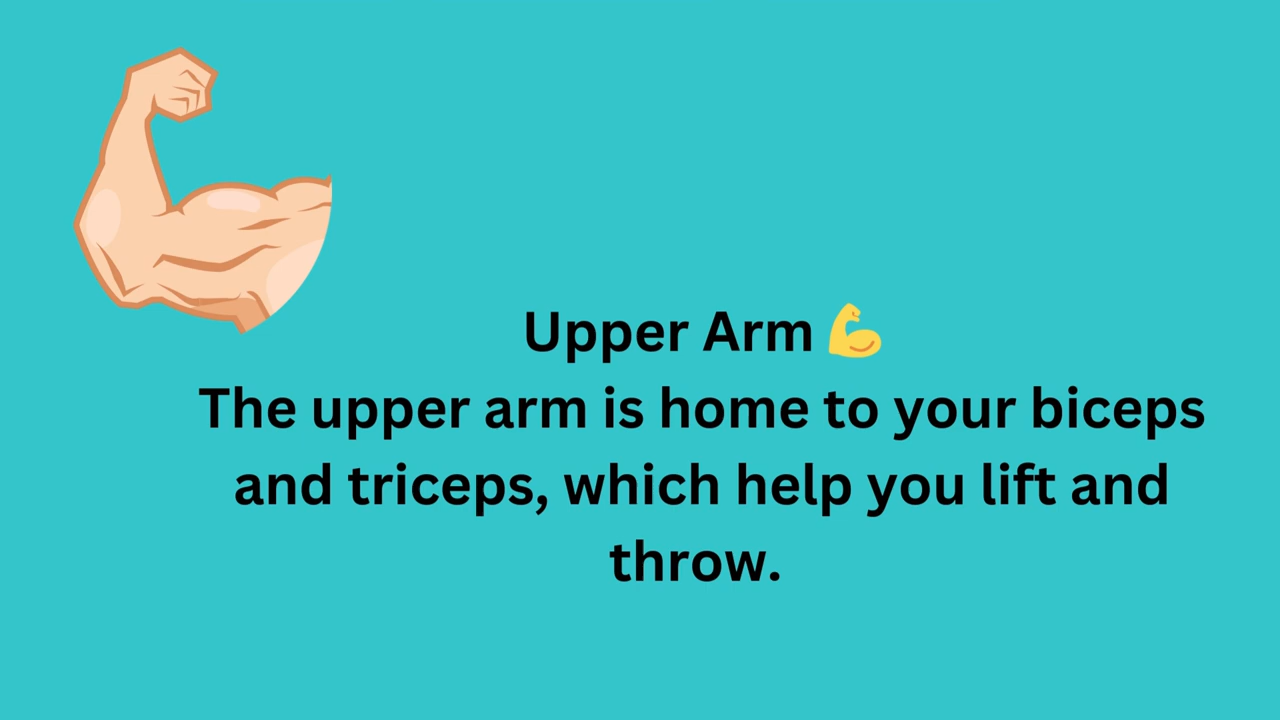 Upper Arm 💪
The upper arm is home to your biceps
and triceps, which help you lift and
throw.